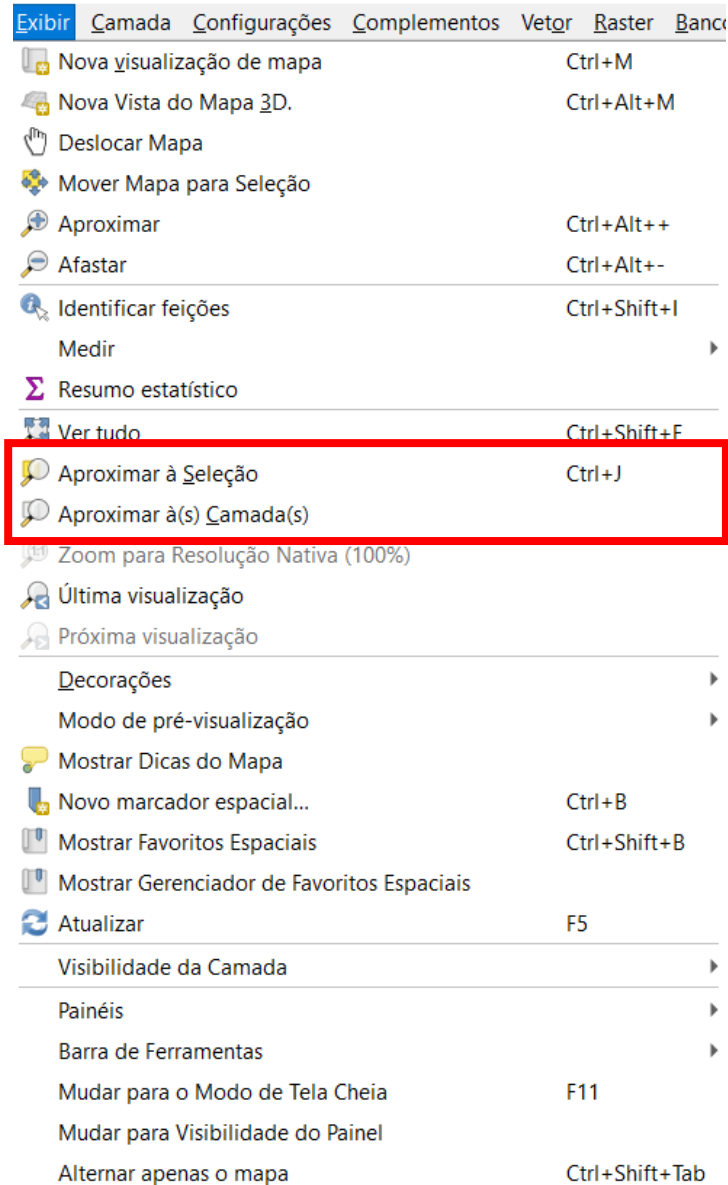 Exibir Camada Configurações Complementos Vetor Raster Banco
Nova visualização de mapa Ctrl+M
Nova Vista do Mapa 3D. Ctrl+Alt+M
Deslocar Mapa
Mover Mapa para Seleção
Aproximar Ctrl+Alt++
Afastar Ctrl+Alt+-
Identificar feições Ctrl+Shift+I
Medir
Resumo estatístico
Ver tudo Ctrl+Shift+F
Aproximar à Seleção Ctrl+J
Aproximar à(s) Camada(s)
Zoom para Resolução Nativa (100%)
Última visualização
Próxima visualização
Decorações
Modo de pré-visualização
Mostrar Dicas do Mapa
Novo marcador espacial... Ctrl+B
Mostrar Favoritos Espaciais Ctrl+Shift+B
Mostrar Gerenciador de Favoritos Espaciais
Atualizar F5
Visibilidade da Camada
Painéis
Barra de Ferramentas
Mudar para o Modo de Tela Cheia F11
Mudar para Visibilidade do Painel
Alternar apenas o mapa Ctrl+Shift+Tab